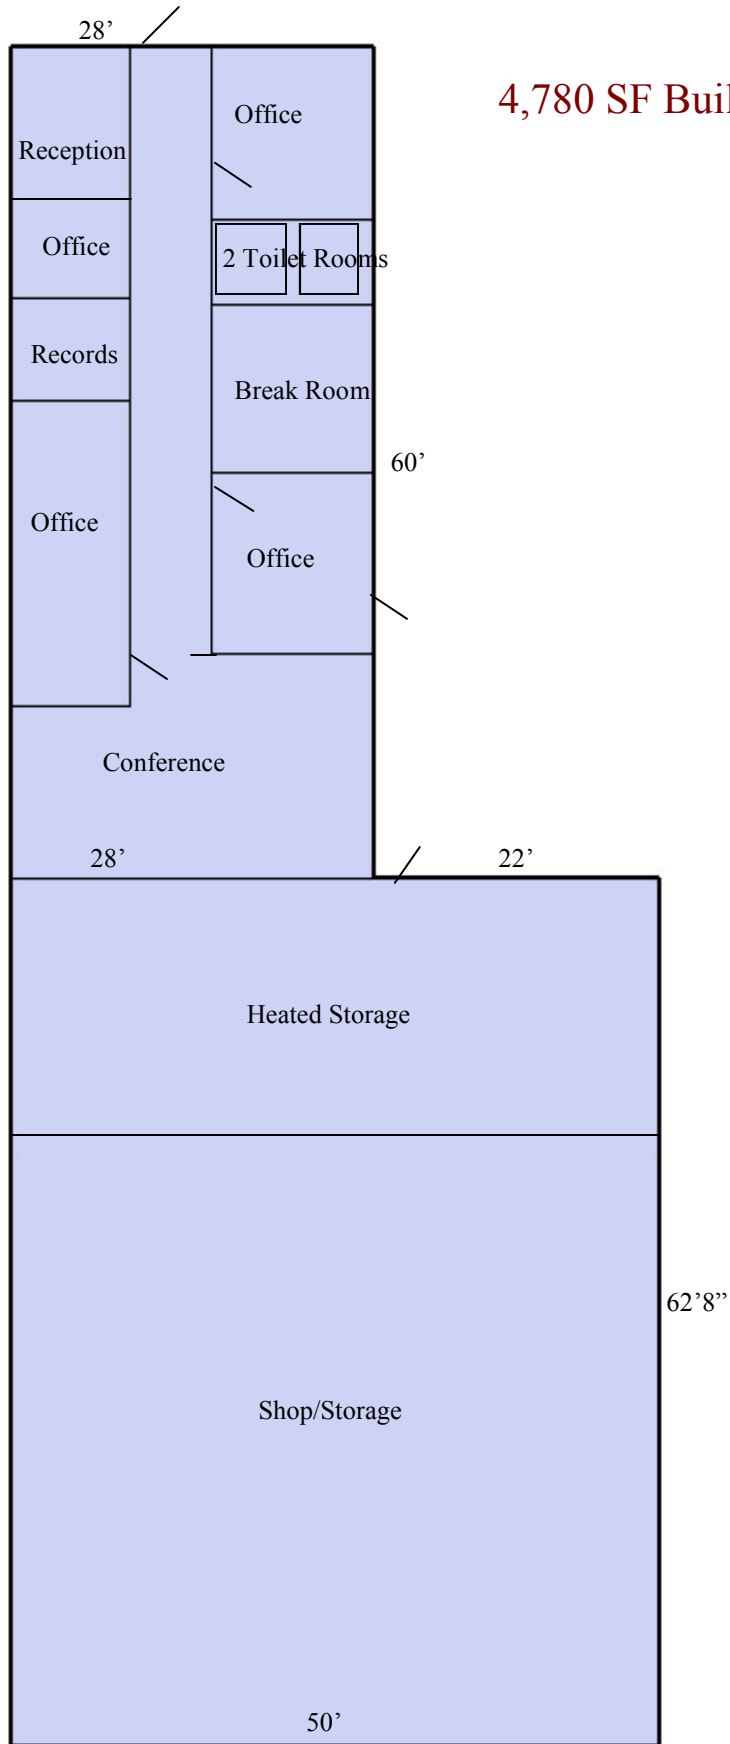 28’
4,780 SF Buil
Office
Reception
Office
2 Toilet Rooms
Records
Break Room
60’
Office
Office
Conference
28’
22’
Heated Storage
62’8”
Shop/Storage
50’